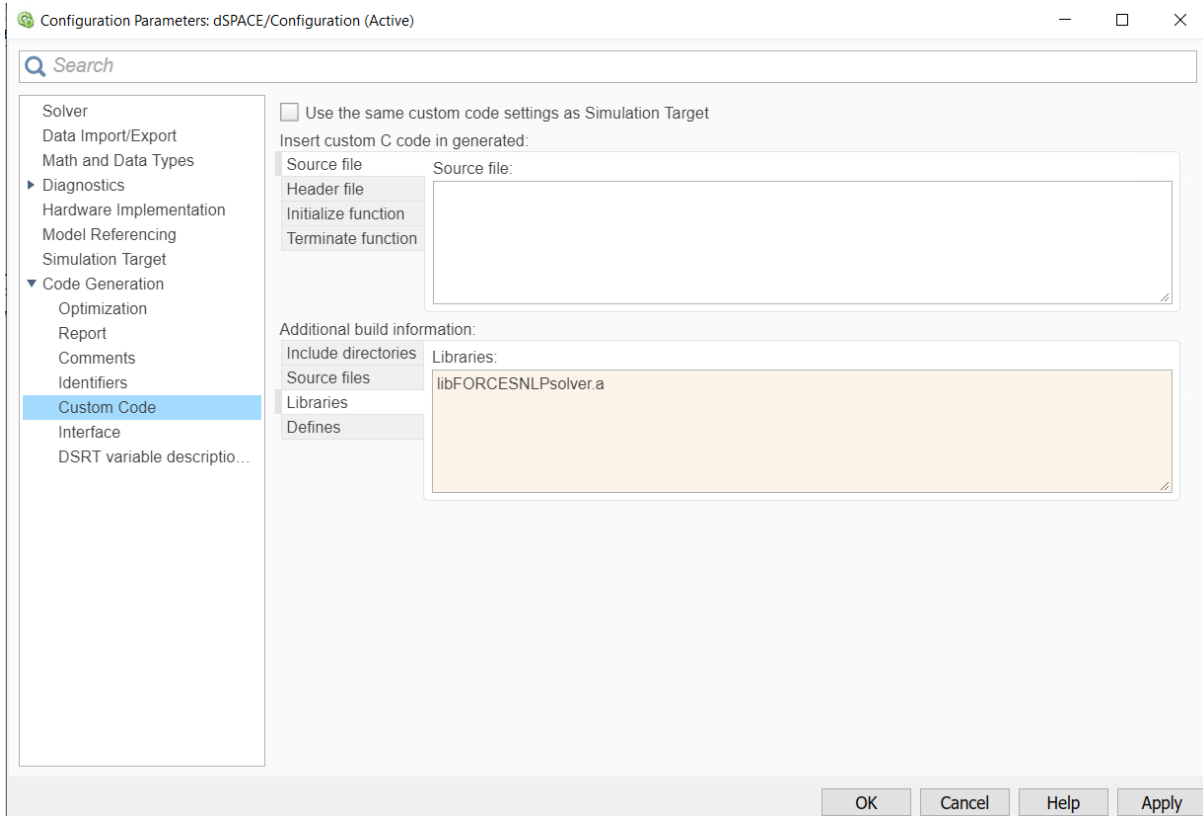 Configuration Parameters: dSPACE/Configuration (Active)
Search
Solver
Data Import/Export
Math and Data Types
Diagnostics
Hardware Implementation
Model Referencing
Simulation Target
Code Generation
Optimization
Report
Comments
Identifiers
Custom Code
Interface
DSRT variable descriptio...
Use the same custom code settings as Simulation Target
Insert custom C code in generated:
Source file
Header file
Initialize function
Terminate function
Source file:
Additional build information:
Include directories
Source files
Libraries
Defines
Libraries:
libFORCESNLPsolver.a
OK
Cancel
Help
Apply